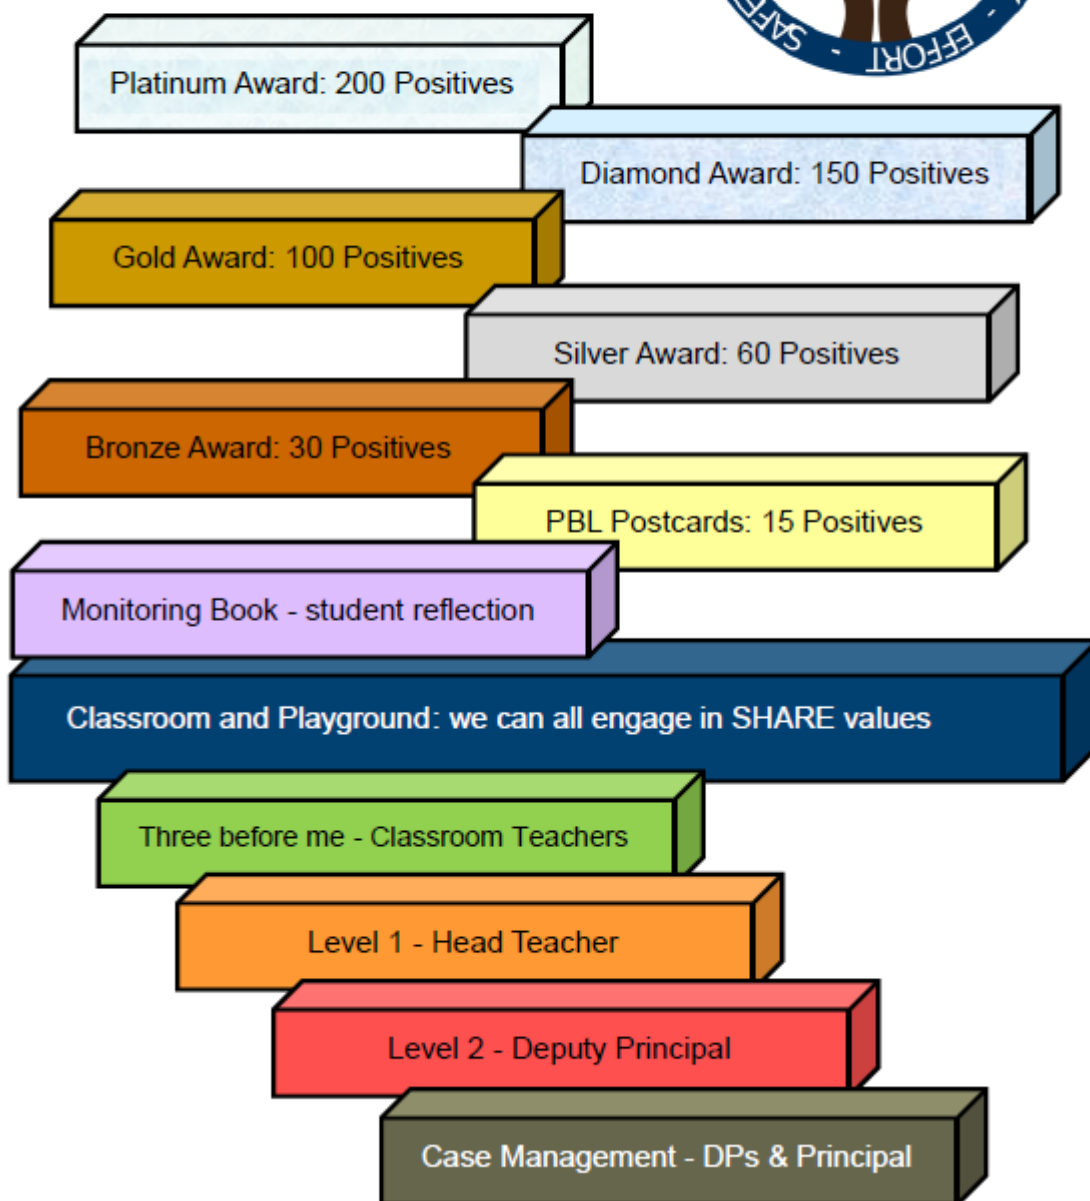 SAFE
- EFFORT -
Platinum Award: 200 Positives
Diamond Award: 150 Positives
Gold Award: 100 Positives
Silver Award: 60 Positives
Bronze Award: 30 Positives
PBL Postcards: 15 Positives
Monitoring Book - student reflection
Classroom and Playground: we can all engage in SHARE values
Three before me - Classroom Teachers
Level 1 - Head Teacher
Level 2 - Deputy Principal
Case Management - DPs & Principal